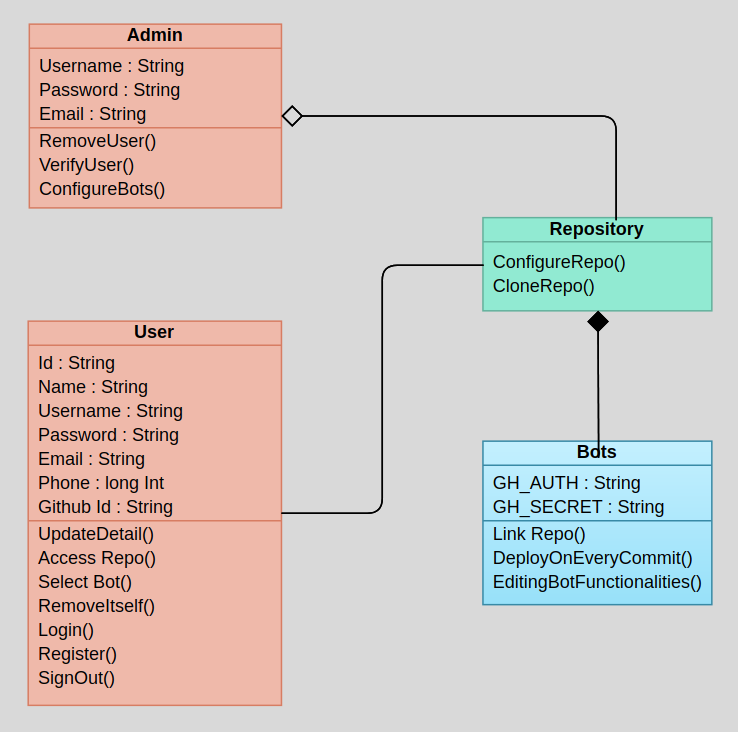 Admin
Username : String
Password : String
Email : String
RemoveUser()
VerifyUser()
ConfigureBots()
Repository
ConfigureRepo()
CloneRepo()
User
Id : String
Name : String
Username : String
Password : String
Email : String
Phone : long Int
Github Id : String
UpdateDetail()
Access Repo()
Select Bot()
RemoveItself()
Login()
Register()
SignOut()
Bots
GH_AUTH : String
GH_SECRET : String
Link Repo()
DeployOnEveryCommit()
EditingBotFunctionalities()